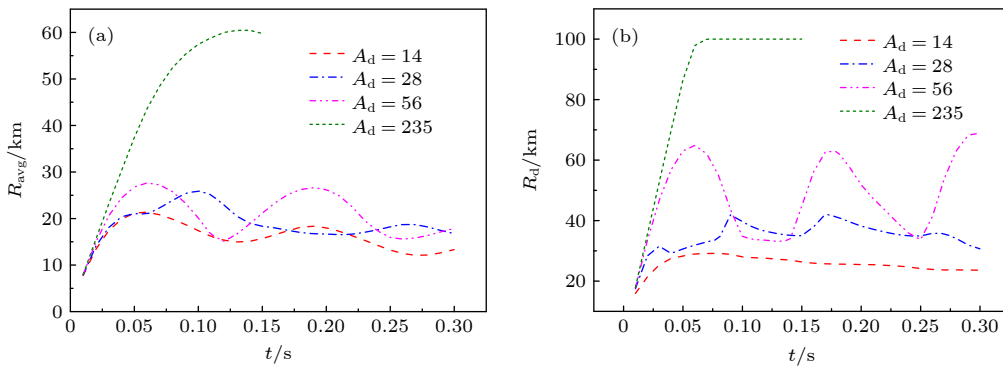 (a)
A_d = 14
A_d = 28
A_d = 56
A_d = 235
R_avg/km
60
50
40
30
20
10
0
0 0.05 0.10 0.15 0.20 0.25 0.30
t/s
(b)
A_d = 14
A_d = 28
A_d = 56
A_d = 235
R_d/km
100
80
60
40
20
0 0.05 0.10 0.15 0.20 0.25 0.30
t/s